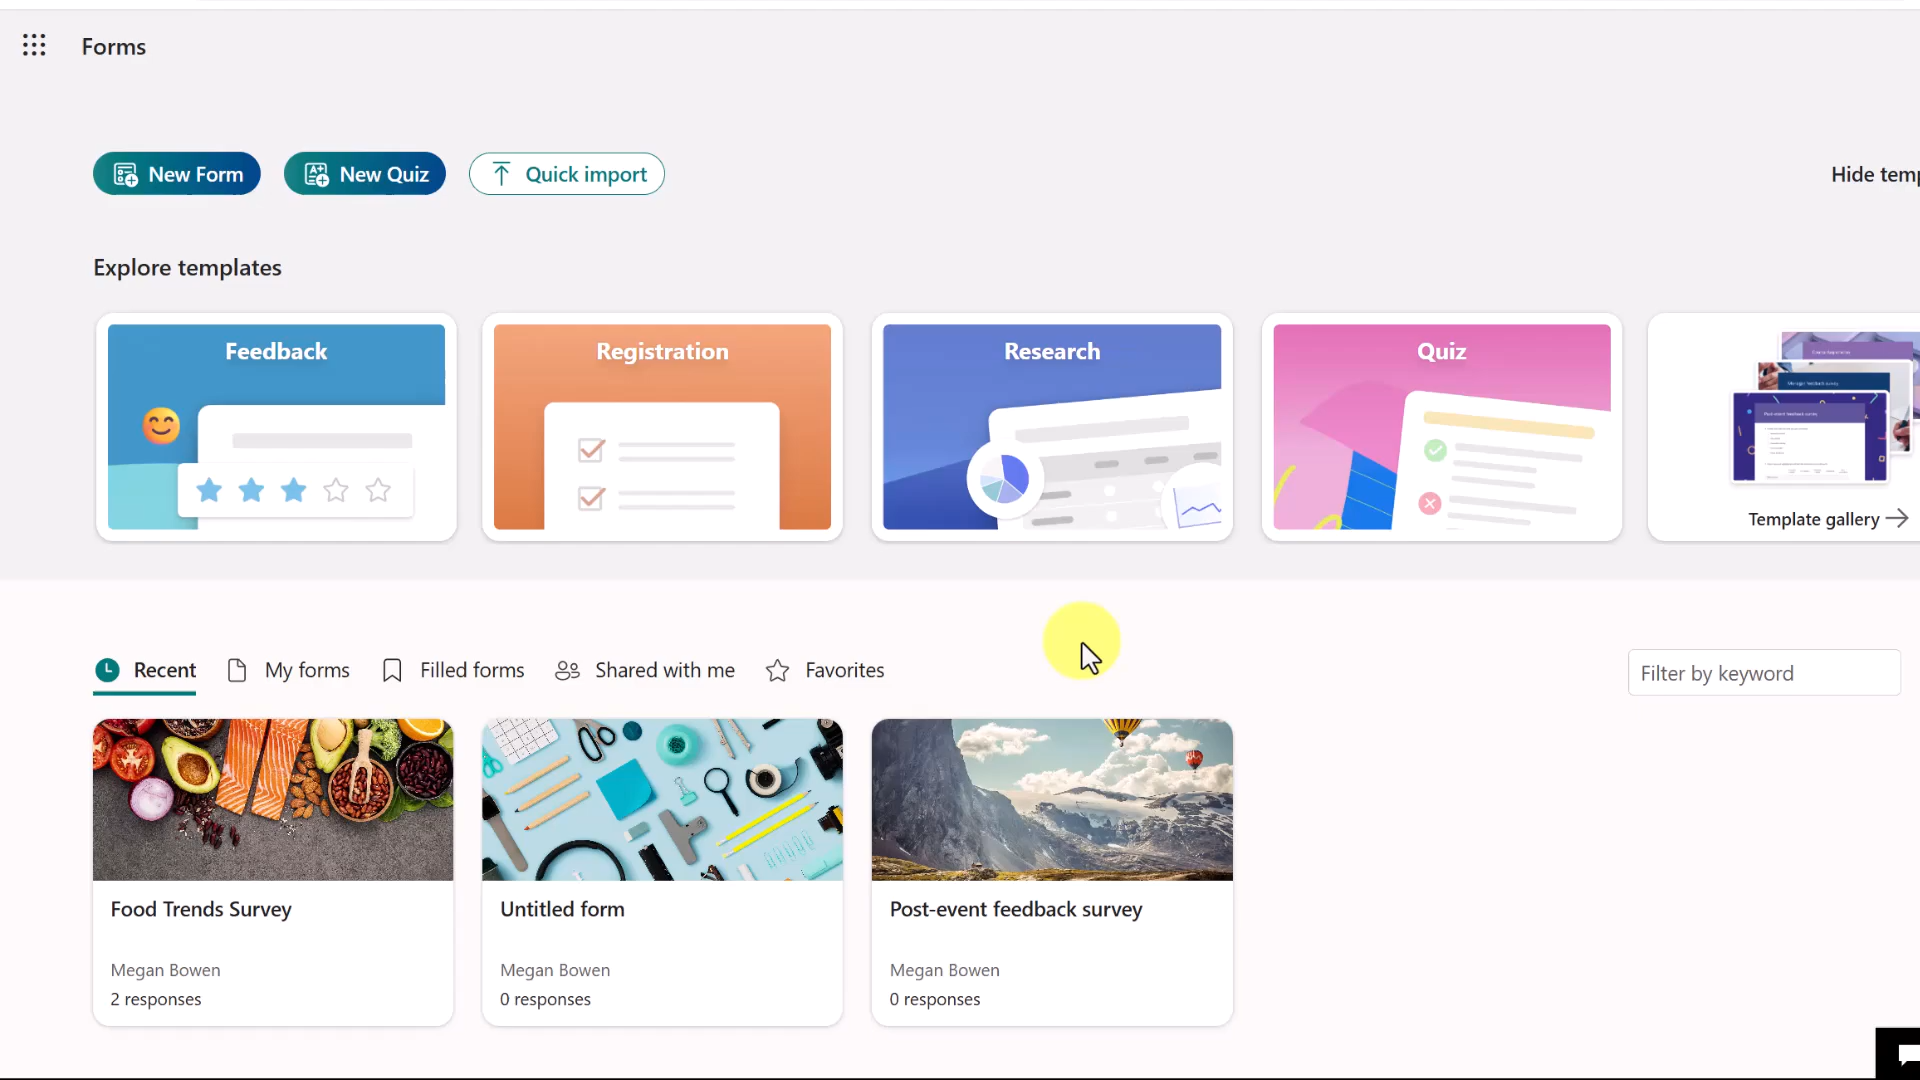 Forms
New Form
New Quiz
Quick import
Hide temp
Explore templates
Feedback
Registration
Research
Quiz
Template gallery
Recent
My forms
Filled forms
Shared with me
Favorites
Filter by keyword
Food Trends Survey
Megan Bowen
2 responses
Untitled form
Megan Bowen
0 responses
Post-event feedback survey
Megan Bowen
0 responses